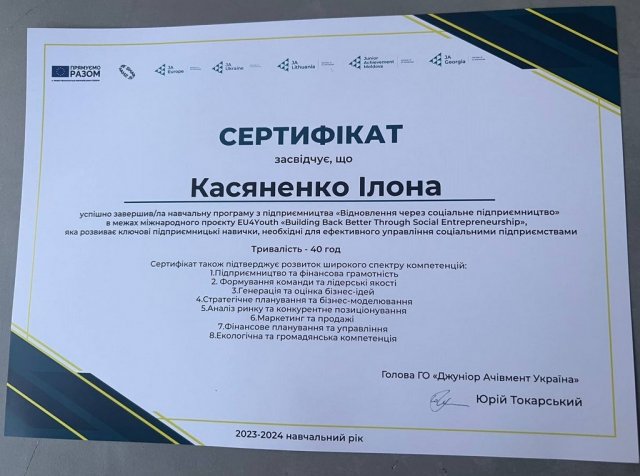 ПРЯМУЄМО
РАЗОМ
JA
Europe
JA
Ukraine
JA
Lithuania
Junior
Achievement
Moldova
JA
Georgia
СЕРТИФІКАТ
засвідчує, що
Касяненко Ілона
успішно завершив/ла навчальну програму з підприємництва «Відновлення через соціальне підприємництво»
в межах міжнародного проєкту EU4Youth «Building Back Better Through Social Entrepreneurship»,
яка розвиває ключові підприємницькі навички, необхідні для ефективного управління соціальними підприємствами
Тривалість - 40 год
Сертифікат також підтверджує розвиток широкого спектру компетенцій:
1.Підприємництво та фінансова грамотність
2. Формування команди та лідерські якості
3.Генерація та оцінка бізнес-ідей
4.Стратегічне планування та бізнес-моделювання
5.Аналіз ринку та конкурентне позиціонування
6.Маркетинг та продажі
7.Фінансове планування та управління
8.Екологічна та громадянська компетенція
Голова ГО «Джуніор Ачівмент Україна»
Юрій Токарський
2023-2024 навчальний рік